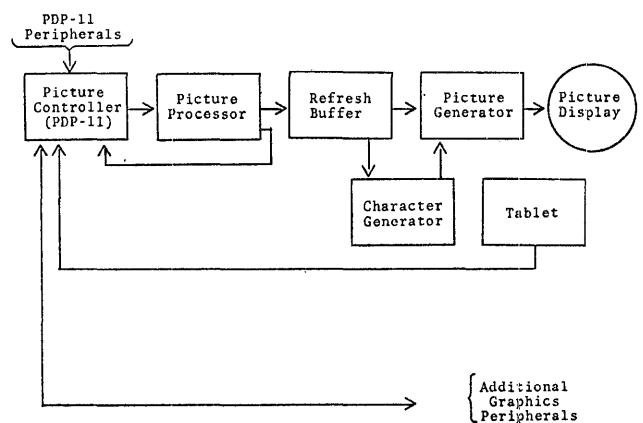 PDP-11
Peripherals
Picture
Controller
(PDP-11)
Picture
Processor
Refresh
Buffer
Picture
Generator
Picture
Display
Character
Generator
Tablet
Additional
Graphics
Peripherals